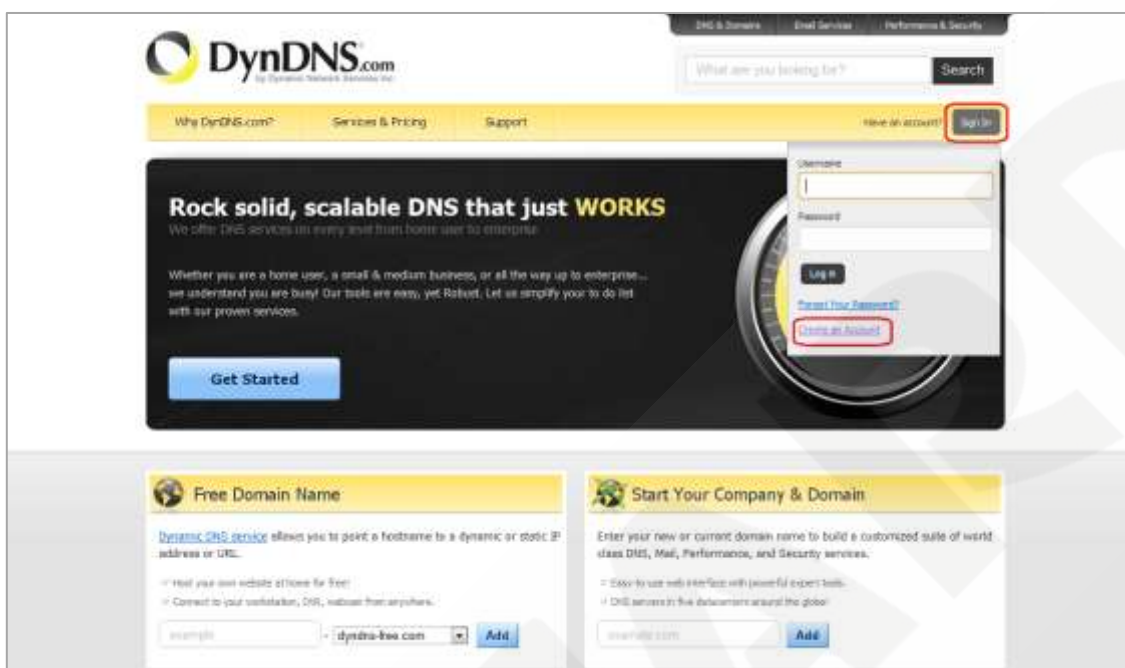 DNS & Domains Email Services Performance & Security
DynDNS.com
by Dynamic Network Services Inc.
What are you looking for? Search
Why DynDNS.com? Services & Pricing Support Have an account? Sign In
Username
Password
Log in
Forgot Your Password?
Create an Account
Rock solid, scalable DNS that just WORKS
We offer DNS services on every level from home user to enterprise
Whether you are a home user, a small & medium business, or all the way up to enterprise...
we understand you are busy! Our tools are easy, yet Robust. Let us simplify your to do list
with our proven services.
Get Started
Free Domain Name
Dynamic DNS service allows you to point a hostname to a dynamic or static IP
address or URL.
Host your own website at home for free!
Connect to your workstation, DVR, webcam from anywhere.
example - Add
Start Your Company & Domain
Enter your new or current domain name to build a customized suite of world
class DNS, Mail, Performance, and Security services.
Easy to use web interface with powerful expert tools.
DNS servers in five datacenters around the globe!
example.com Add